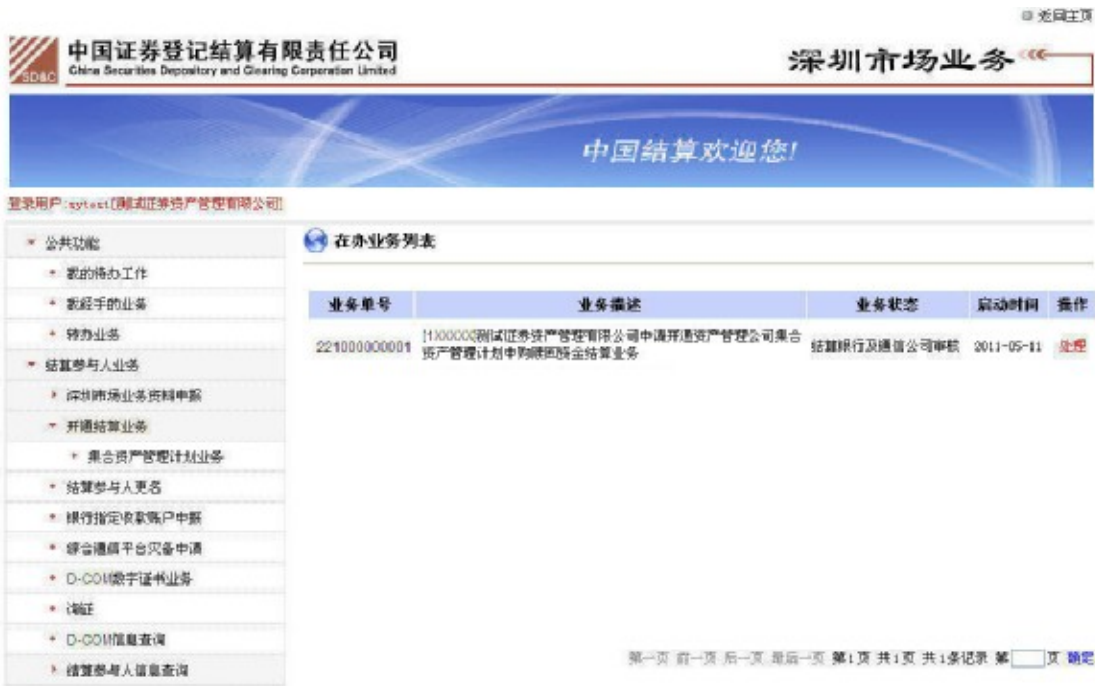 返回主页
中国证券登记结算有限责任公司
China Securities Depository and Clearing Corporation Limited
SD&C
深圳市场业务
中国结算欢迎您!
登录用户:sytest[测试证券资产管理有限公司]
公共功能
我的待办工作
我经手的业务
转办业务
结算参与人业务
深圳市场业务资料申报
开通结算业务
集合资产管理计划业务
结算参与人更名
银行指定收款账户申报
综合通信平台灾备申请
D-COM数字证书业务
询证
D-COM信息查询
结算参与人信息查询
在办业务列表
业务单号 业务描述 业务状态 启动时间 操作
221000000001 [1XXXXXX]测试证券资产管理有限公司申请开通资产管理公司集合资产管理计划申购赎回资金结算业务 结算银行及通信公司审核 2011-05-11 处理
第一页 前一页 后一页 最后一页 第1页 共1页 共1条记录 第 页 确定